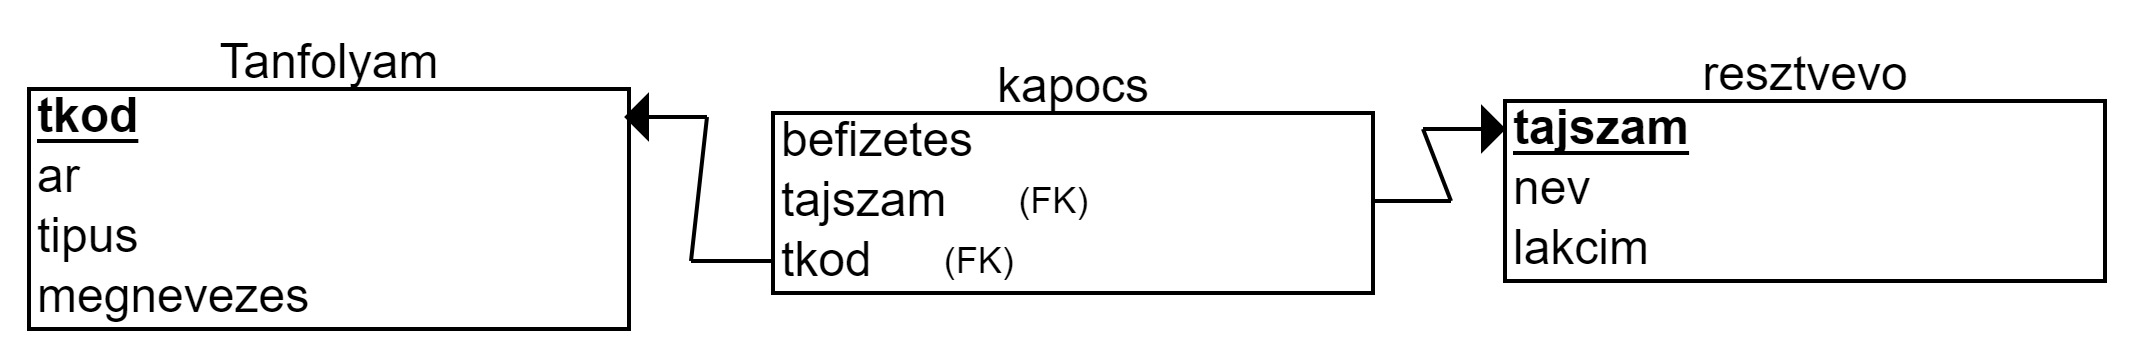 Tanfolyam
tkod
ar
tipus
megnevezes
kapocs
befizetes
tajszam (FK)
tkod (FK)
resztvevo
tajszam
nev
lakcim